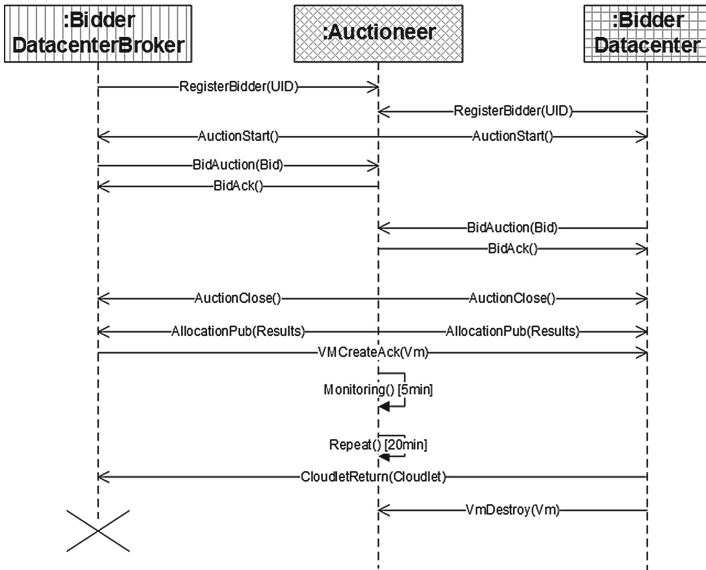 :Bidder
DatacenterBroker
:Auctioneer
:Bidder
Datacenter
RegisterBidder(UID)
RegisterBidder(UID)
AuctionStart()
AuctionStart()
BidAuction(Bid)
BidAck()
BidAuction(Bid)
BidAck()
AuctionClose()
AuctionClose()
AllocationPub(Results)
AllocationPub(Results)
VMCreateAck(Vm)
Monitoring() [5min]
Repeat() [20min]
CloudletReturn(Cloudlet)
VmDestroy(Vm)